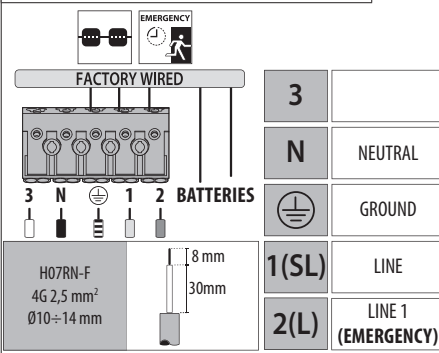 EMERGENCY
FACTORY WIRED
3 N 1 2 BATTERIES
H07RN-F
4G 2,5 mm²
Ø10÷14 mm
8 mm
30mm
3
N NEUTRAL
GROUND
1(SL) LINE
2(L) LINE 1
(EMERGENCY)